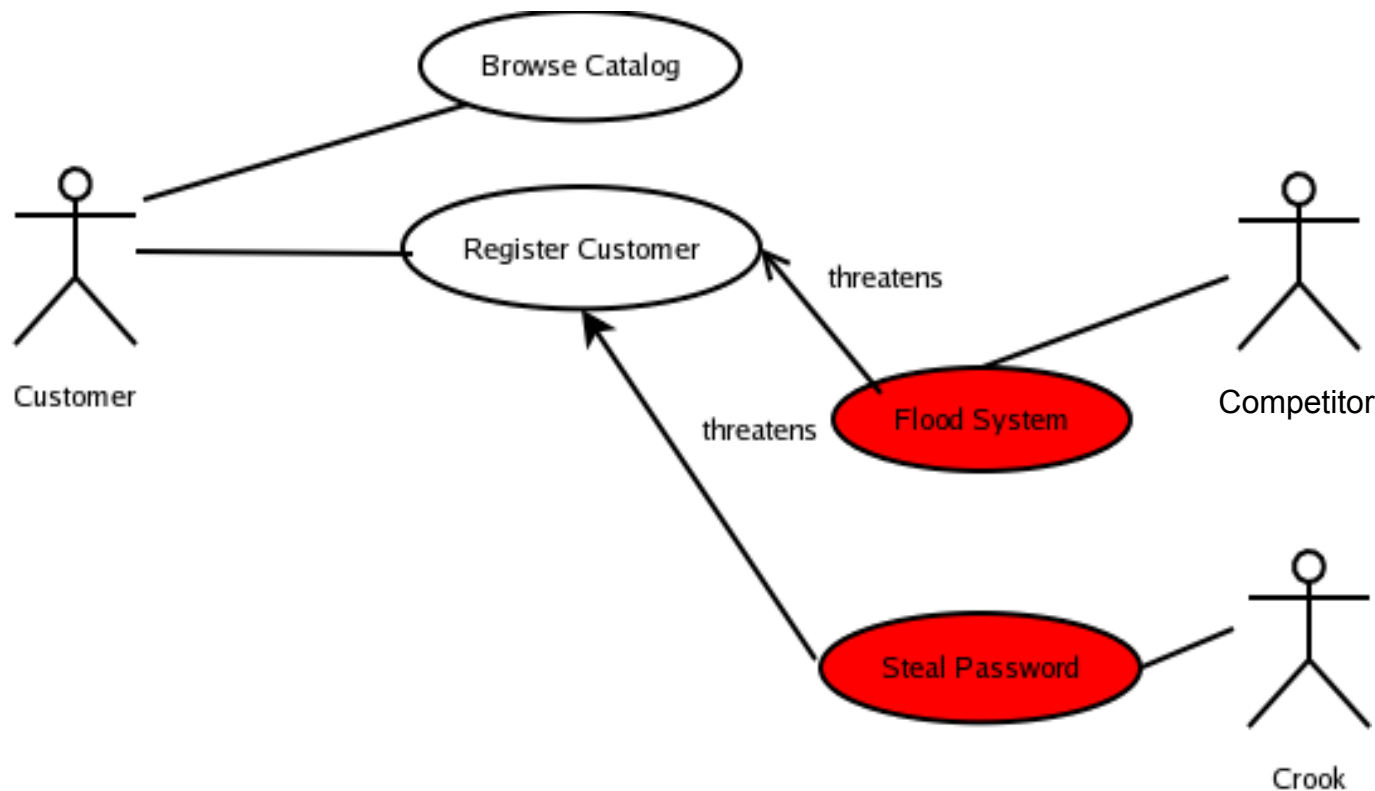 Browse Catalog
Register Customer
threatens
Customer
Competitor
Flood System
threatens
Steal Password
Crook